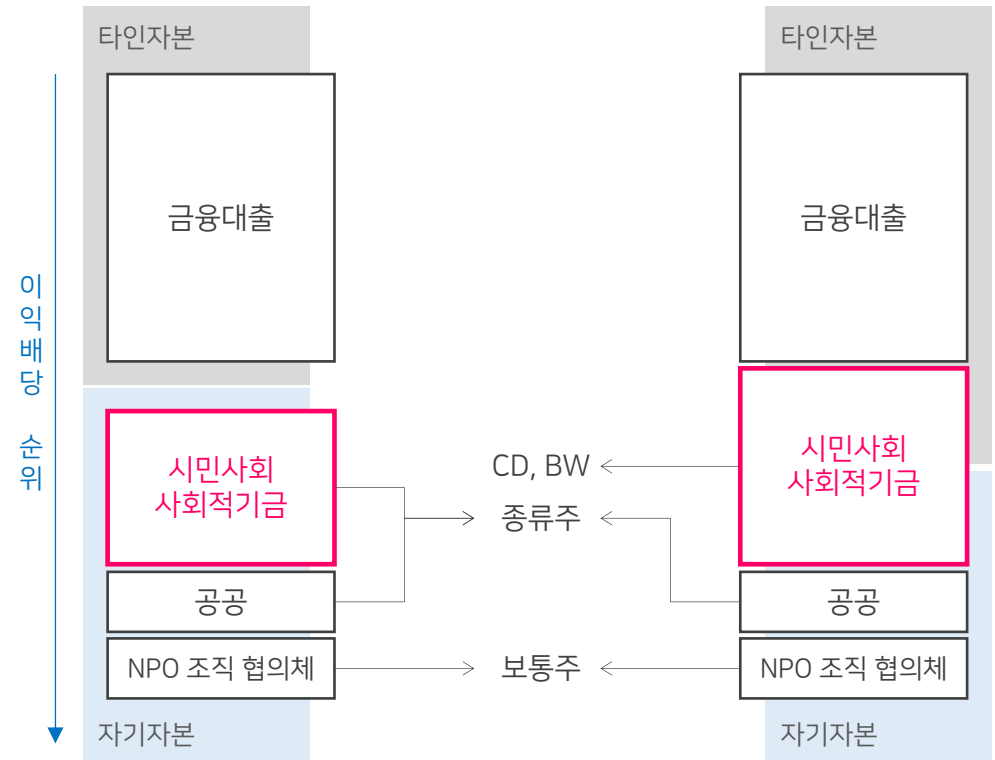 타인자본
타인자본
금융대출
금융대출
이익배당 순위
시민사회
사회적기금
시민사회
사회적기금
CD, BW
종류주
공공
공공
NPO 조직 협의체
보통주
NPO 조직 협의체
자기자본
자기자본